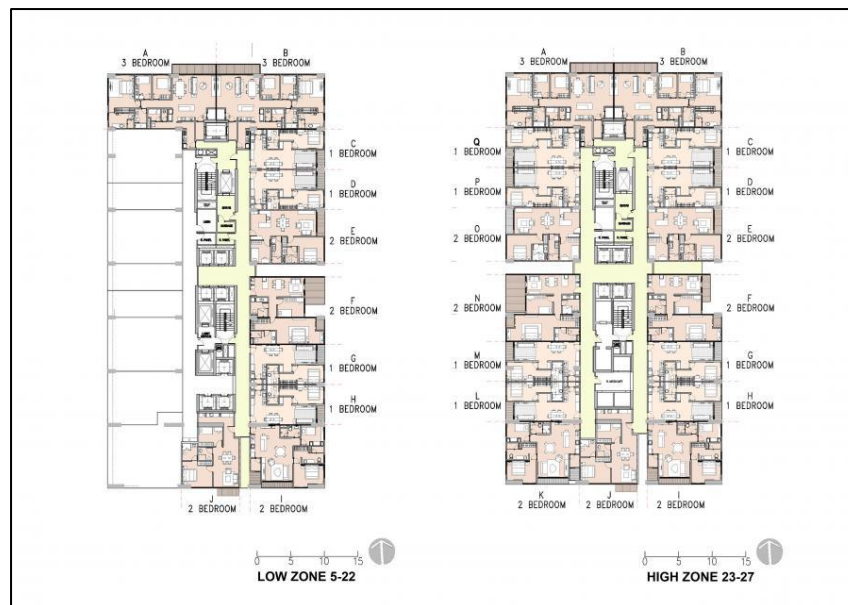 A
3 BEDROOM
B
3 BEDROOM
C
1 BEDROOM
D
1 BEDROOM
E
2 BEDROOM
F
2 BEDROOM
G
1 BEDROOM
H
1 BEDROOM
J
2 BEDROOM
I
2 BEDROOM
0 5 10 15
LOW ZONE 5-22
A
3 BEDROOM
B
3 BEDROOM
Q
1 BEDROOM
C
1 BEDROOM
P
1 BEDROOM
D
1 BEDROOM
O
2 BEDROOM
E
2 BEDROOM
N
2 BEDROOM
F
2 BEDROOM
M
1 BEDROOM
G
1 BEDROOM
L
1 BEDROOM
H
1 BEDROOM
K
2 BEDROOM
J
2 BEDROOM
I
2 BEDROOM
0 5 10 15
HIGH ZONE 23-27